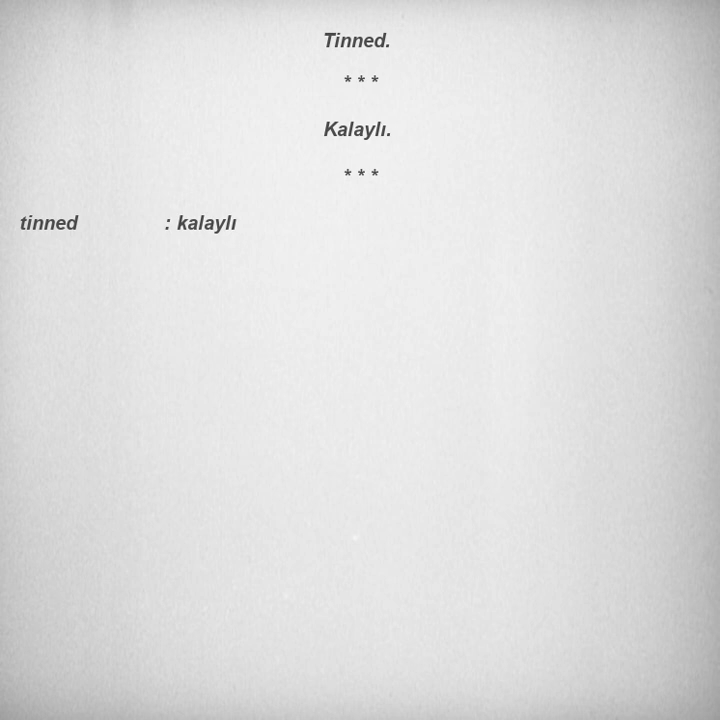 Tinned.
* * *
Kalaylı.
* * *
tinned : kalaylı